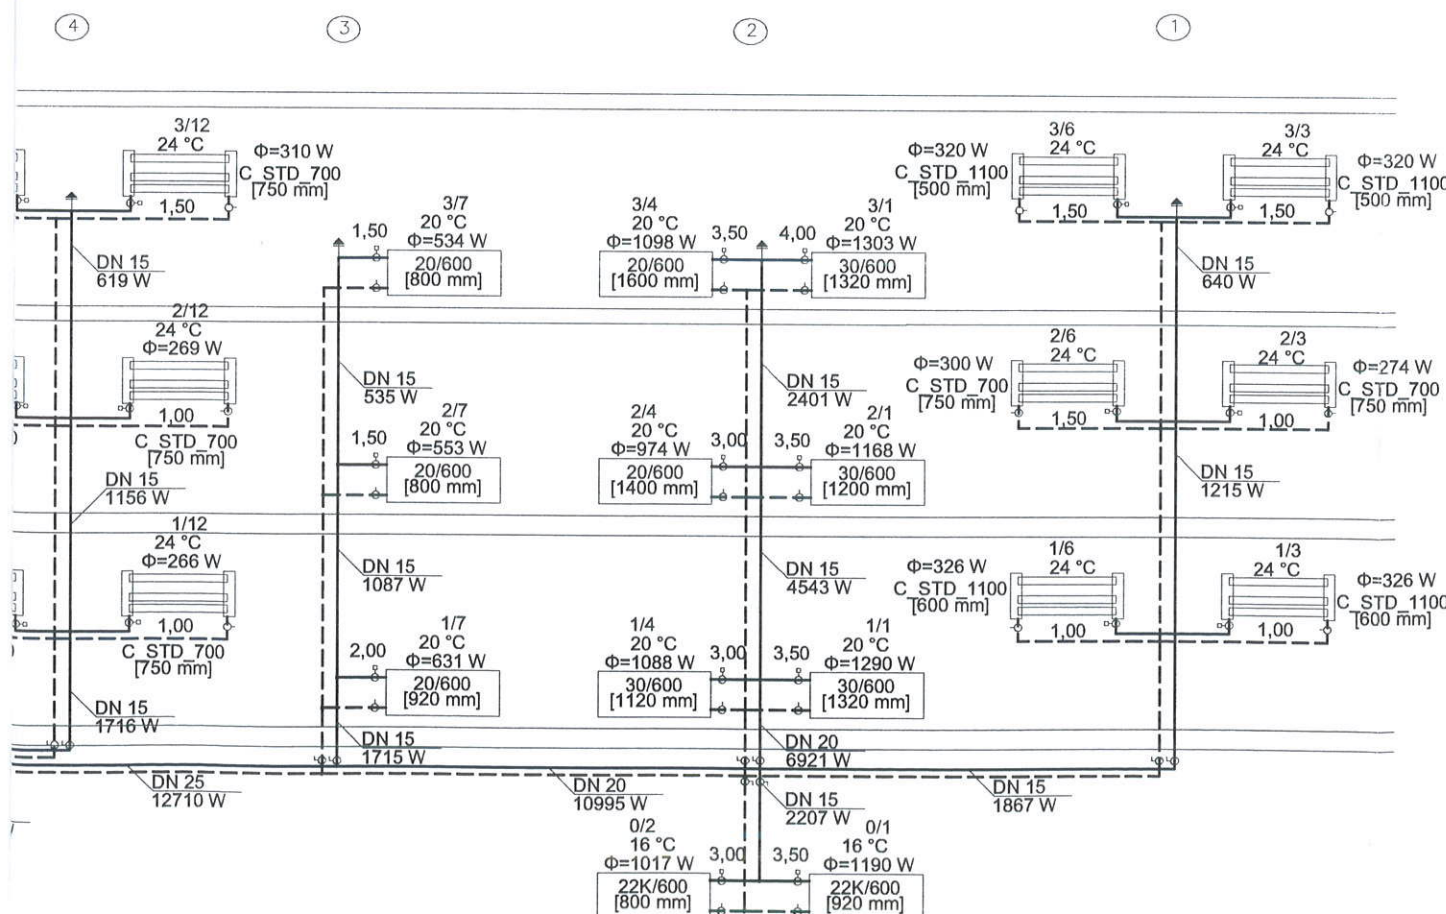 4
3
2
1
3/12
24 °C
Φ=310 W
C_STD_700
[750 mm]
1,50
DN 15
619 W
2/12
24 °C
Φ=269 W
1,00
C_STD_700
[750 mm]
DN 15
1156 W
1/12
24 °C
Φ=266 W
1,00
C_STD_700
[750 mm]
DN 15
1716 W
DN 25
12710 W
3/7
20 °C
1,50
Φ=534 W
20/600
[800 mm]
DN 15
535 W
2/7
20 °C
1,50
Φ=553 W
20/600
[800 mm]
DN 15
1087 W
1/7
20 °C
2,00
Φ=631 W
20/600
[920 mm]
DN 15
1715 W
DN 20
10995 W
3/4
20 °C
Φ=1098 W
3,50
20/600
[1600 mm]
3/1
20 °C
4,00
Φ=1303 W
30/600
[1320 mm]
DN 15
2401 W
2/4
20 °C
Φ=974 W
3,00
20/600
[1400 mm]
2/1
20 °C
3,50
Φ=1168 W
30/600
[1200 mm]
DN 15
4543 W
1/4
20 °C
Φ=1088 W
3,00
30/600
[1120 mm]
1/1
20 °C
3,50
Φ=1290 W
30/600
[1320 mm]
DN 20
6921 W
DN 15
2207 W
0/2
16 °C
Φ=1017 W
3,00
22K/600
[800 mm]
0/1
16 °C
3,50
Φ=1190 W
22K/600
[920 mm]
3/6
24 °C
Φ=320 W
C_STD_1100
[500 mm]
1,50
3/3
24 °C
Φ=320 W
C_STD_1100
[500 mm]
1,50
DN 15
640 W
2/6
24 °C
Φ=300 W
C_STD_700
[750 mm]
1,50
2/3
24 °C
Φ=274 W
C_STD_700
[750 mm]
1,00
DN 15
1215 W
1/6
24 °C
Φ=326 W
C_STD_1100
[600 mm]
1,00
1/3
24 °C
Φ=326 W
C_STD_1100
[600 mm]
1,00
DN 15
1867 W